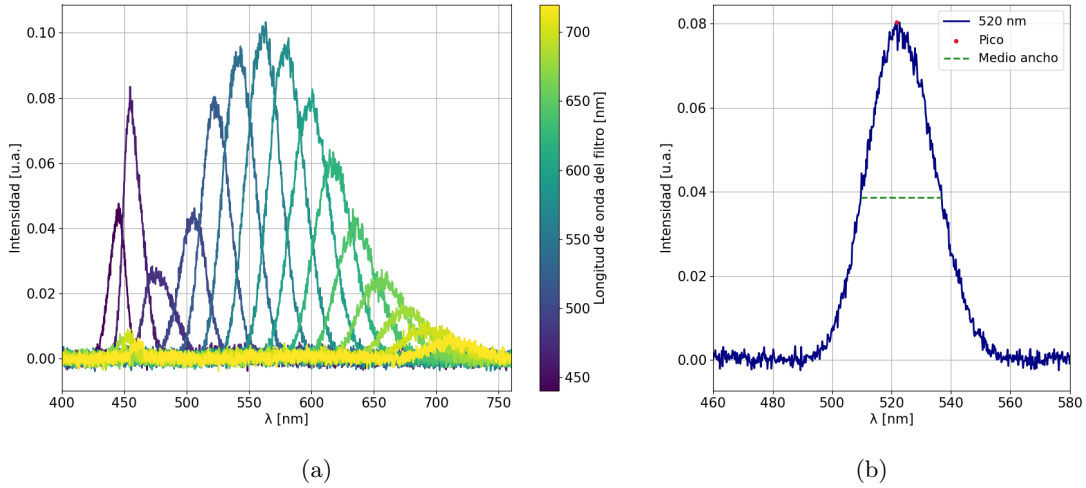 0.10
0.08
0.06
0.04
0.02
0.00
Intensidad [u.a.]
400 450 500 550 600 650 700 750
λ [nm]
700
650
600
550
500
450
Longitud de onda del filtro [nm]
(a)
0.08
0.06
0.04
0.02
0.00
Intensidad [u.a.]
520 nm
Pico
Medio ancho
460 480 500 520 540 560 580
λ [nm]
(b)